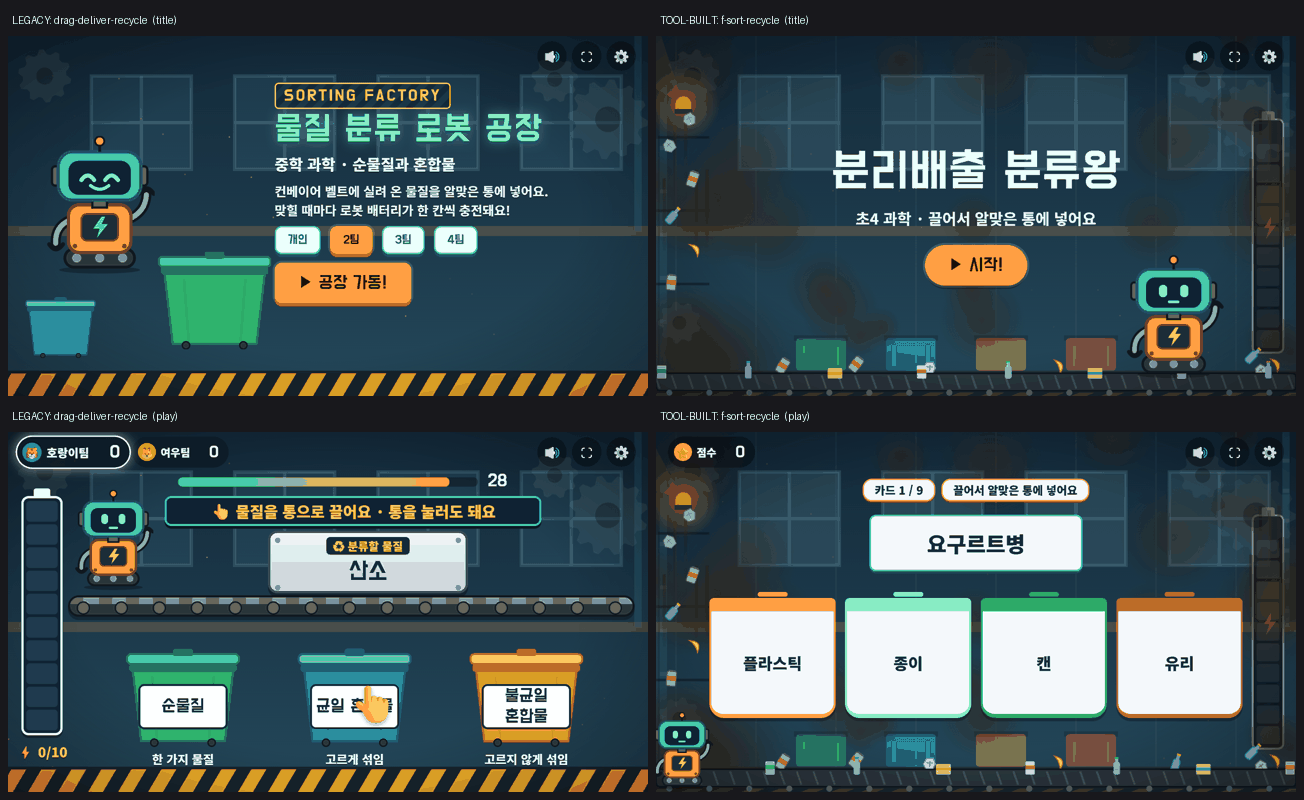 LEGACY: drag-deliver-recycle (title)
SORTING FACTORY
물질 분류 로봇 공장
중학 과학 · 순물질과 혼합물
컨베이어 벨트에 실려 온 물질을 알맞은 통에 넣어요.
맞힐 때마다 로봇 배터리가 한 칸씩 충전돼요!
개인 2팀 3팀 4팀
▶ 공장 가동!
TOOL-BUILT: f-sort-recycle (title)
분리배출 분류왕
초4 과학 · 끌어서 알맞은 통에 넣어요
▶ 시작!
LEGACY: drag-deliver-recycle (play)
호랑이팀 0 여우팀 0
28
물질을 통으로 끌어요 · 통을 눌러도 돼요
♻ 분류할 물질
산소
순물질 균일 불균일
혼합물
0/10
한 가지 물질 고르게 섞임 고르지 않게 섞임
TOOL-BUILT: f-sort-recycle (play)
점수 0
카드 1 / 9 끌어서 알맞은 통에 넣어요
요구르트병
플라스틱 종이 캔 유리